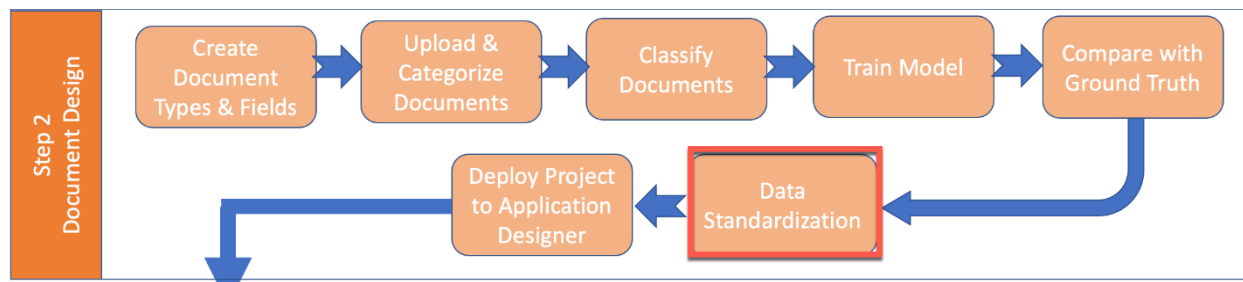 Step 2
Document Design
Create
Document
Types & Fields
Upload &
Categorize
Documents
Classify
Documents
Train Model
Compare with
Ground Truth
Data
Standardization
Deploy Project
to Application
Designer